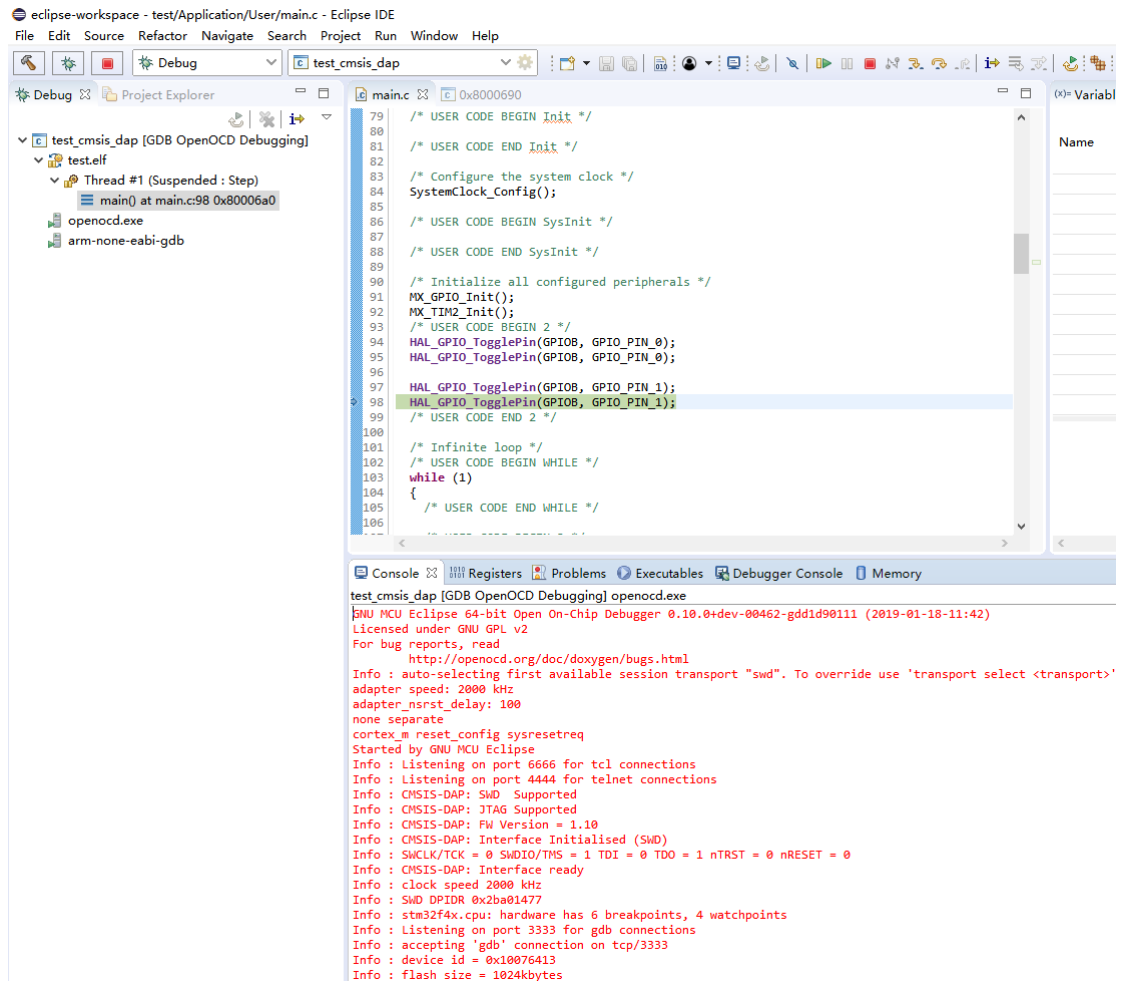 eclipse-workspace - test/Application/User/main.c - Eclipse IDE
File Edit Source Refactor Navigate Search Project Run Window Help
Debug test_cmsis_dap
Debug Project Explorer
test_cmsis_dap [GDB OpenOCD Debugging]
test.elf
Thread #1 (Suspended : Step)
main() at main.c:98 0x80006a0
openocd.exe
arm-none-eabi-gdb
main.c 0x8000690
79 /* USER CODE BEGIN Init */
80
81 /* USER CODE END Init */
82
83 /* Configure the system clock */
84 SystemClock_Config();
85
86 /* USER CODE BEGIN SysInit */
87
88 /* USER CODE END SysInit */
89
90 /* Initialize all configured peripherals */
91 MX_GPIO_Init();
92 MX_TIM2_Init();
93 /* USER CODE BEGIN 2 */
94 HAL_GPIO_TogglePin(GPIOB, GPIO_PIN_0);
95 HAL_GPIO_TogglePin(GPIOB, GPIO_PIN_0);
96
97 HAL_GPIO_TogglePin(GPIOB, GPIO_PIN_1);
98 HAL_GPIO_TogglePin(GPIOB, GPIO_PIN_1);
99 /* USER CODE END 2 */
100
101 /* Infinite loop */
102 /* USER CODE BEGIN WHILE */
103 while (1)
104 {
105 /* USER CODE END WHILE */
106
(x)= Variabl
Name
Console Registers Problems Executables Debugger Console Memory
test_cmsis_dap [GDB OpenOCD Debugging] openocd.exe
GNU MCU Eclipse 64-bit Open On-Chip Debugger 0.10.0+dev-00462-gdd1d90111 (2019-01-18-11:42)
Licensed under GNU GPL v2
For bug reports, read
http://openocd.org/doc/doxygen/bugs.html
Info : auto-selecting first available session transport "swd". To override use 'transport select <transport>'
adapter speed: 2000 kHz
adapter_nsrst_delay: 100
none separate
cortex_m reset_config sysresetreq
Started by GNU MCU Eclipse
Info : Listening on port 6666 for tcl connections
Info : Listening on port 4444 for telnet connections
Info : CMSIS-DAP: SWD  Supported
Info : CMSIS-DAP: JTAG Supported
Info : CMSIS-DAP: FW Version = 1.10
Info : CMSIS-DAP: Interface Initialised (SWD)
Info : SWCLK/TCK = 0 SWDIO/TMS = 1 TDI = 0 TDO = 1 nTRST = 0 nRESET = 0
Info : CMSIS-DAP: Interface ready
Info : clock speed 2000 kHz
Info : SWD DPIDR 0x2ba01477
Info : stm32f4x.cpu: hardware has 6 breakpoints, 4 watchpoints
Info : Listening on port 3333 for gdb connections
Info : accepting 'gdb' connection on tcp/3333
Info : device id = 0x10076413
Info : flash size = 1024kbytes